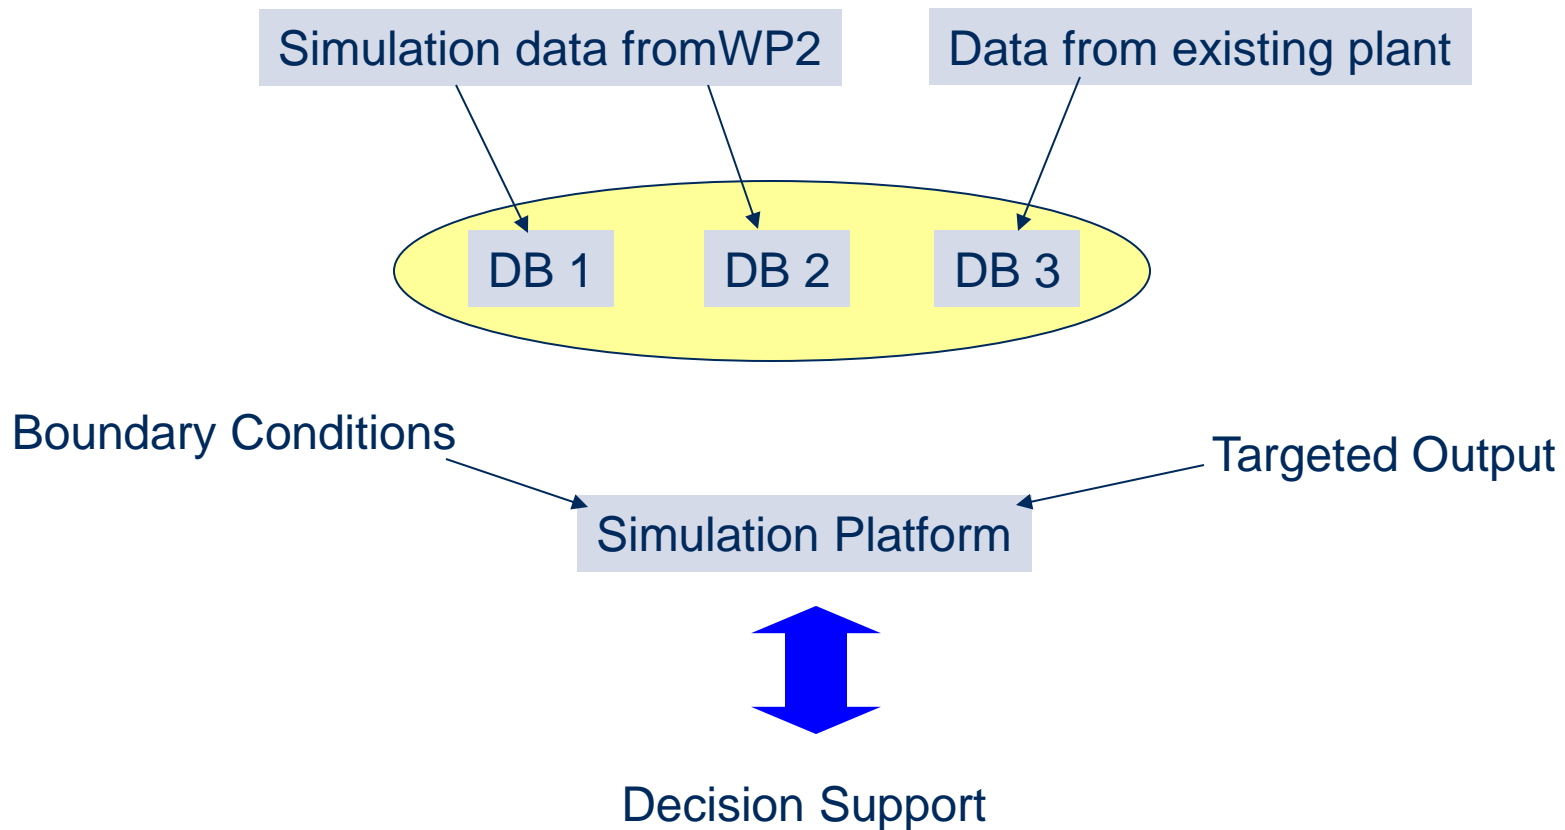 Simulation data fromWP2
Data from existing plant
DB 1
DB 2
DB 3
Boundary Conditions
Targeted Output
Simulation Platform
Decision Support